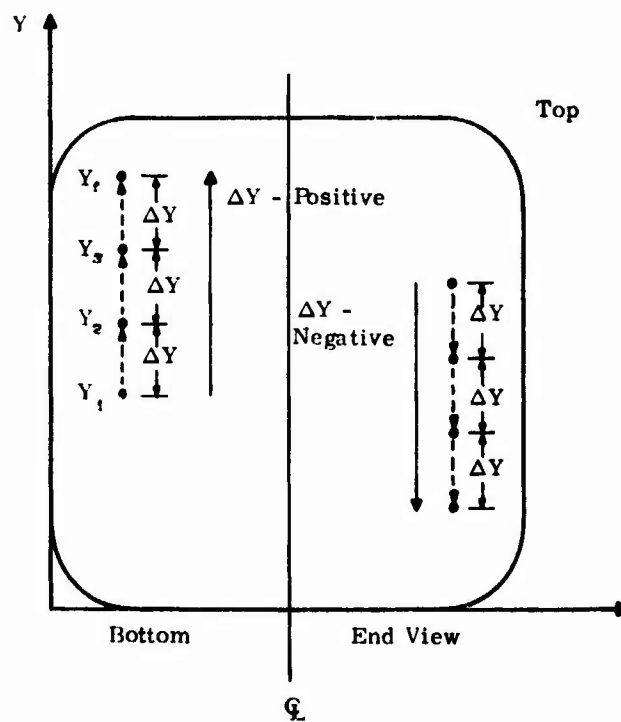 Y
Top
Y_f
ΔY
ΔY - Positive
Y_3
ΔY
Y_2
ΔY
Y_1
ΔY -
Negative
ΔY
ΔY
ΔY
Bottom
End View
℄